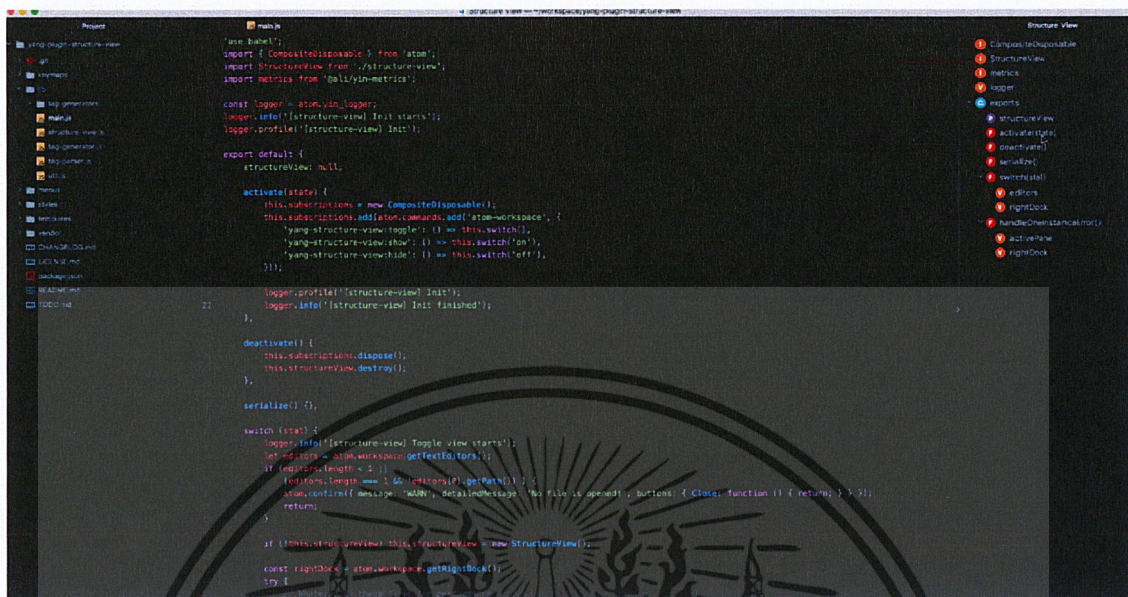 Structure View — ~/workspace/yang-plugin-structure-view
Project
yang-plugin-structure-view
.git
keymaps
lib
tag-generators
main.js
structure-view.js
tag-generator.js
tag-parser.js
util.js
menus
styles
vendor
CHANGELOG.md
LICENSE.md
package.json
README.md
TODO.md
main.js
'use babel';
import { CompositeDisposable } from 'atom';
import StructureView from './structure-view';
import metrics from '@ali/yin-metrics';
const logger = atom.yin_logger;
logger.info('[structure-view] Init starts');
logger.profile('[structure-view] Init');
export default {
structureView: null,
activate(state) {
this.subscriptions = new CompositeDisposable();
this.subscriptions.add(atom.commands.add('atom-workspace', {
'yang-structure-view:toggle': () => this.switch(),
'yang-structure-view:show': () => this.switch('on'),
'yang-structure-view:hide': () => this.switch('off'),
}));
logger.profile('[structure-view] Init');
22 logger.info('[structure-view] Init finished');
},
deactivate() {
this.subscriptions.dispose();
this.structureView.destroy();
},
serialize() {},
switch (stat) {
logger.info('[structure-view] Toggle view starts');
let editors = atom.workspace.getTextEditors();
if (editors.length < 1 ||
(editors.length === 1 && !editors[0].getPath()) ) {
atom.confirm({ message: 'WARN', detailedMessage: 'No file is opened!', buttons: { Close: function () { return; } } });
return;
}
if (!this.structureView) this.structureView = new StructureView();
const rightDock = atom.workspace.getRightDock();
try {
Structure View
I CompositeDisposable
I StructureView
I metrics
V logger
exports
P structureView
F activate(state)
F deactivate()
F serialize()
F switch(stat)
V editors
V rightDock
F handleOneInstanceError()
V activePane
V rightDock